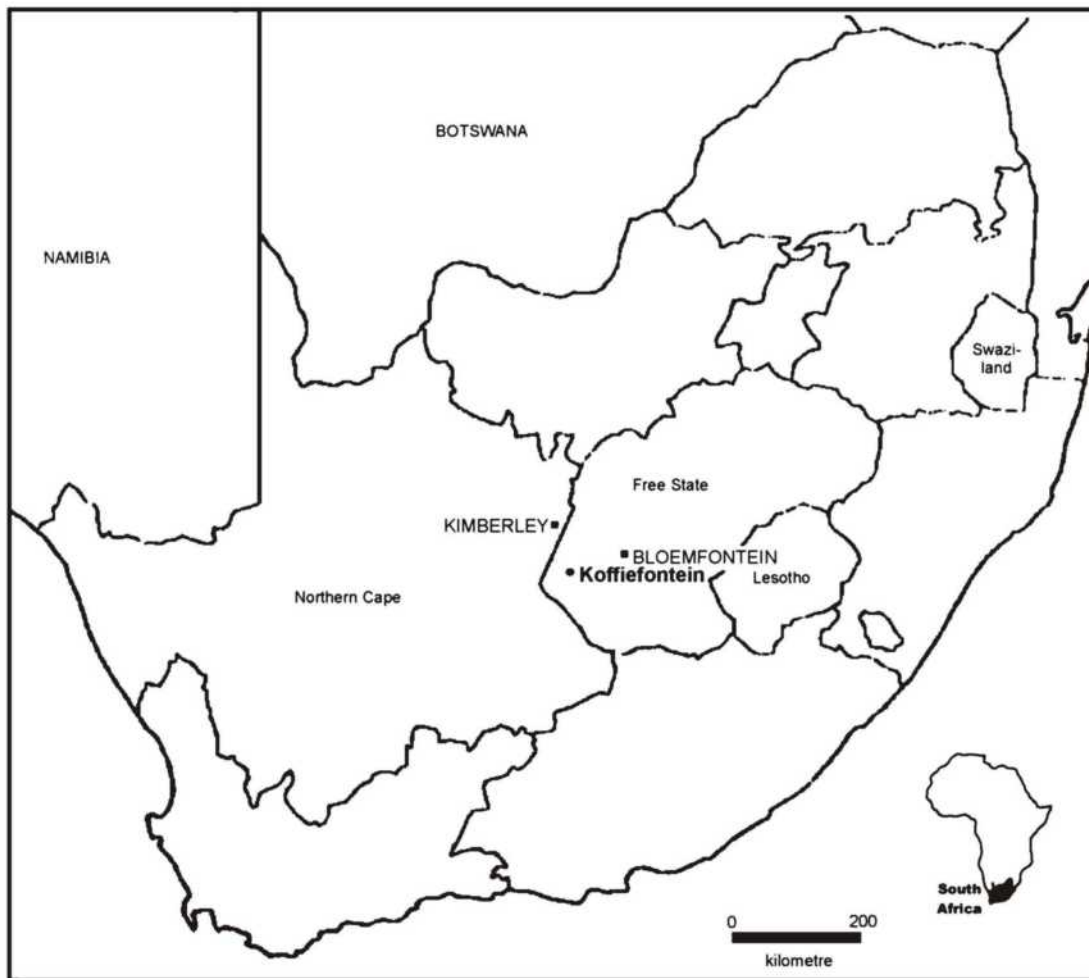 BOTSWANA
NAMIBIA
Swazi-
land
Free State
KIMBERLEY
BLOEMFONTEIN
Koffiefontein
Lesotho
Northern Cape
South
Africa
0 200
kilometre